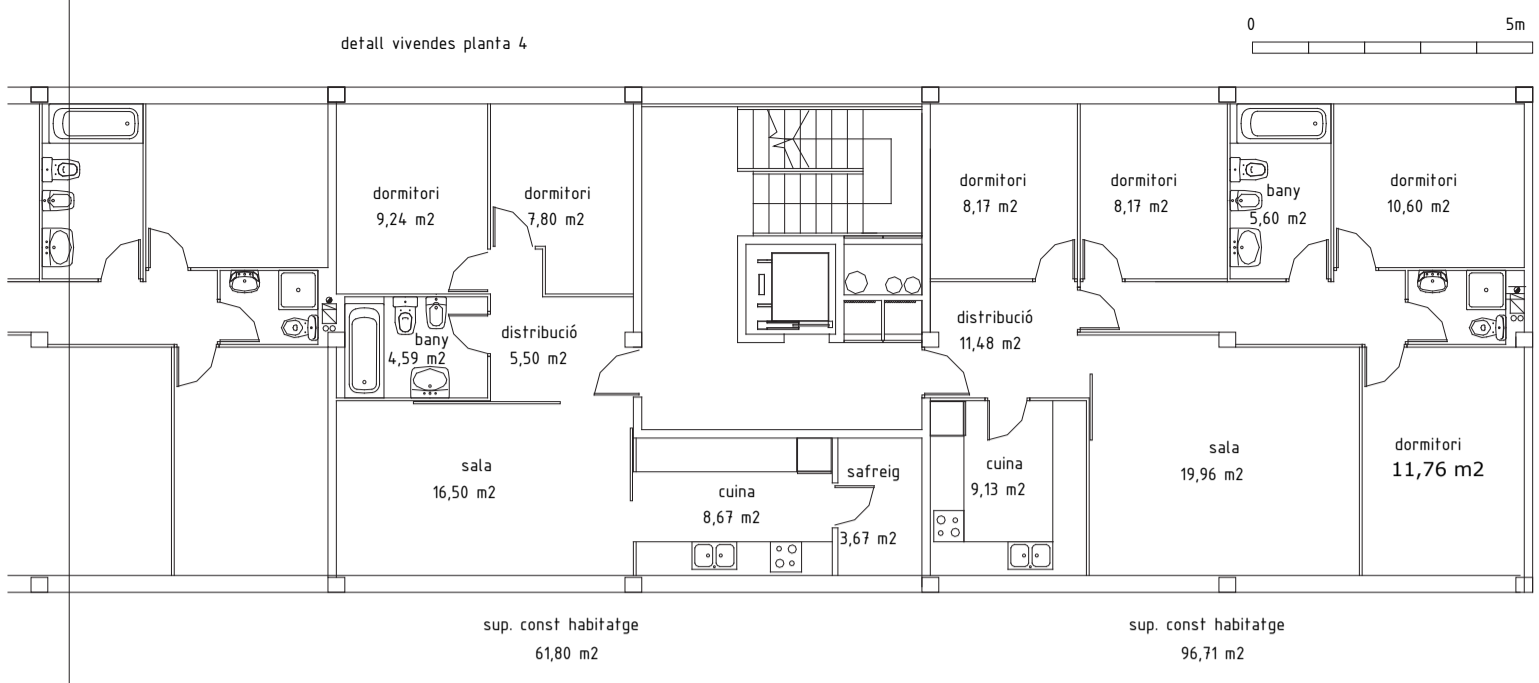 0 5m
detall vivendes planta 4
dormitori
9,24 m2
dormitori
7,80 m2
dormitori
8,17 m2
dormitori
8,17 m2
bany
5,60 m2
dormitori
10,60 m2
bany
4,59 m2
distribució
5,50 m2
distribució
11,48 m2
sala
16,50 m2
cuina
8,67 m2
safreig
3,67 m2
cuina
9,13 m2
sala
19,96 m2
dormitori
11,76 m2
sup. const habitatge
61,80 m2
sup. const habitatge
96,71 m2